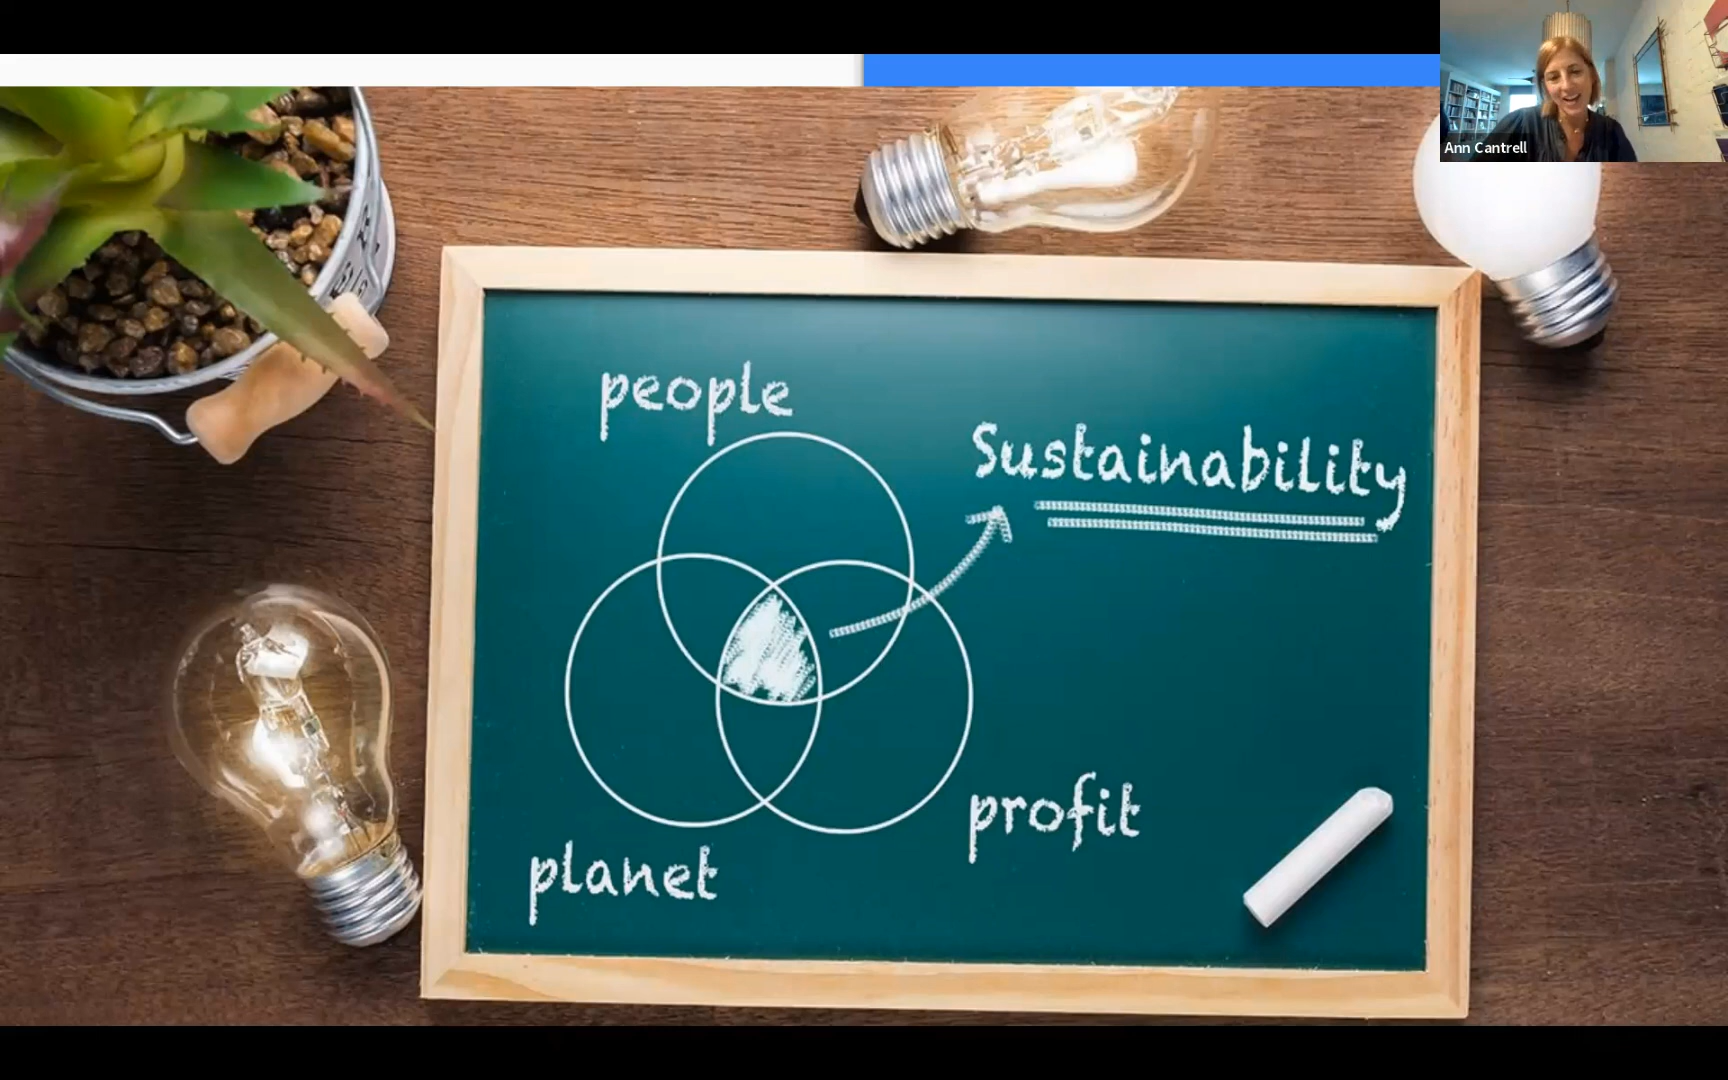 Ann Cantrell
people
Sustainability
profit
planet